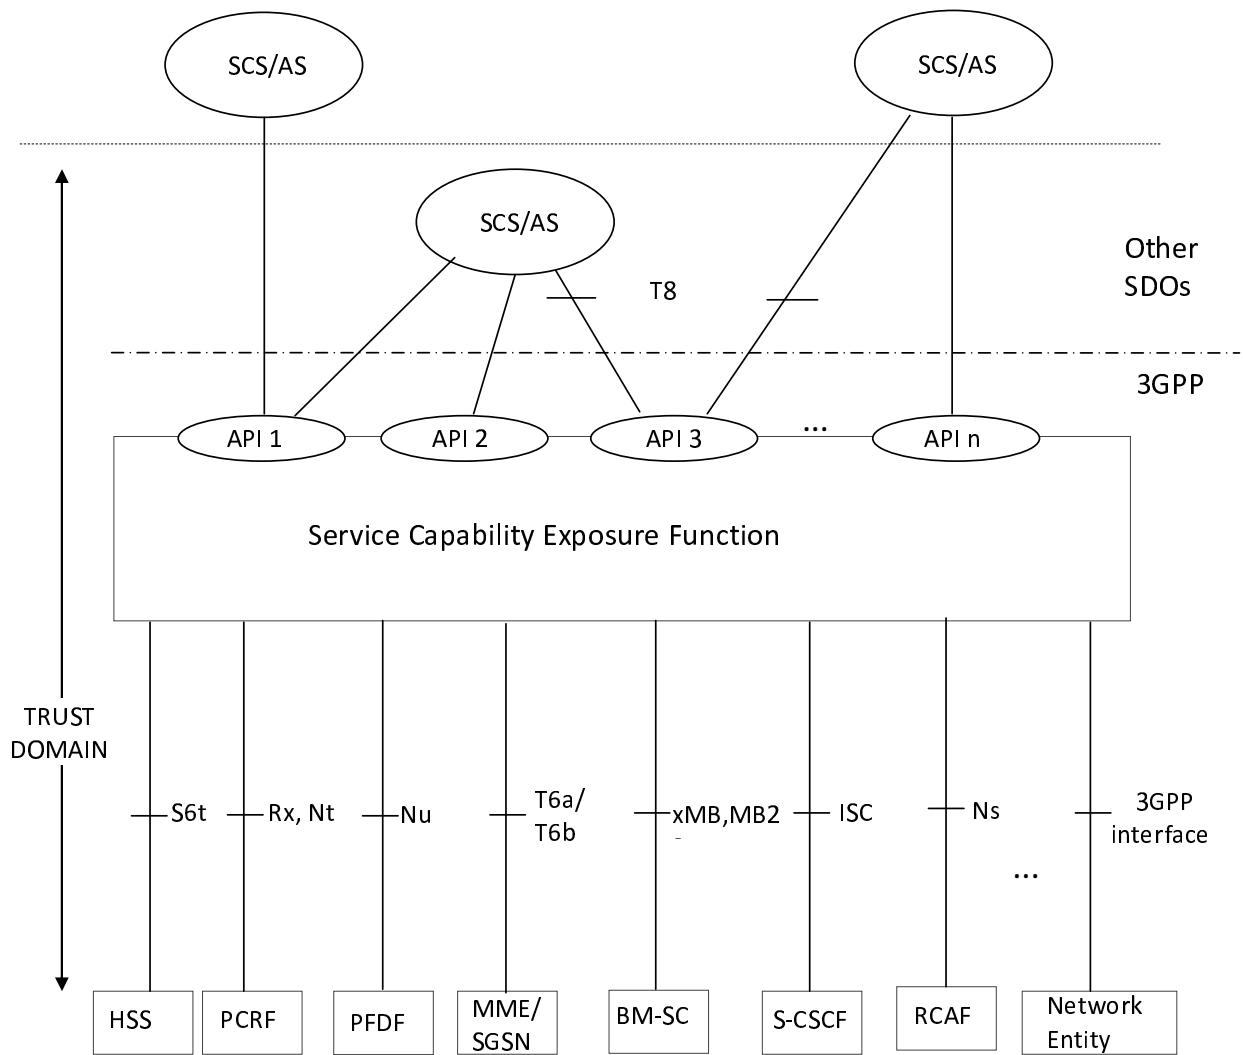 SCS/AS
SCS/AS
SCS/AS
T8
Other
SDOs
3GPP
API 1
API 2
API 3
...
API n
Service Capability Exposure Function
TRUST
DOMAIN
S6t
Rx, Nt
Nu
T6a/
T6b
xMB,MB2
ISC
Ns
3GPP
interface
...
HSS
PCRF
PFDF
MME/
SGSN
BM-SC
S-CSCF
RCAF
Network
Entity